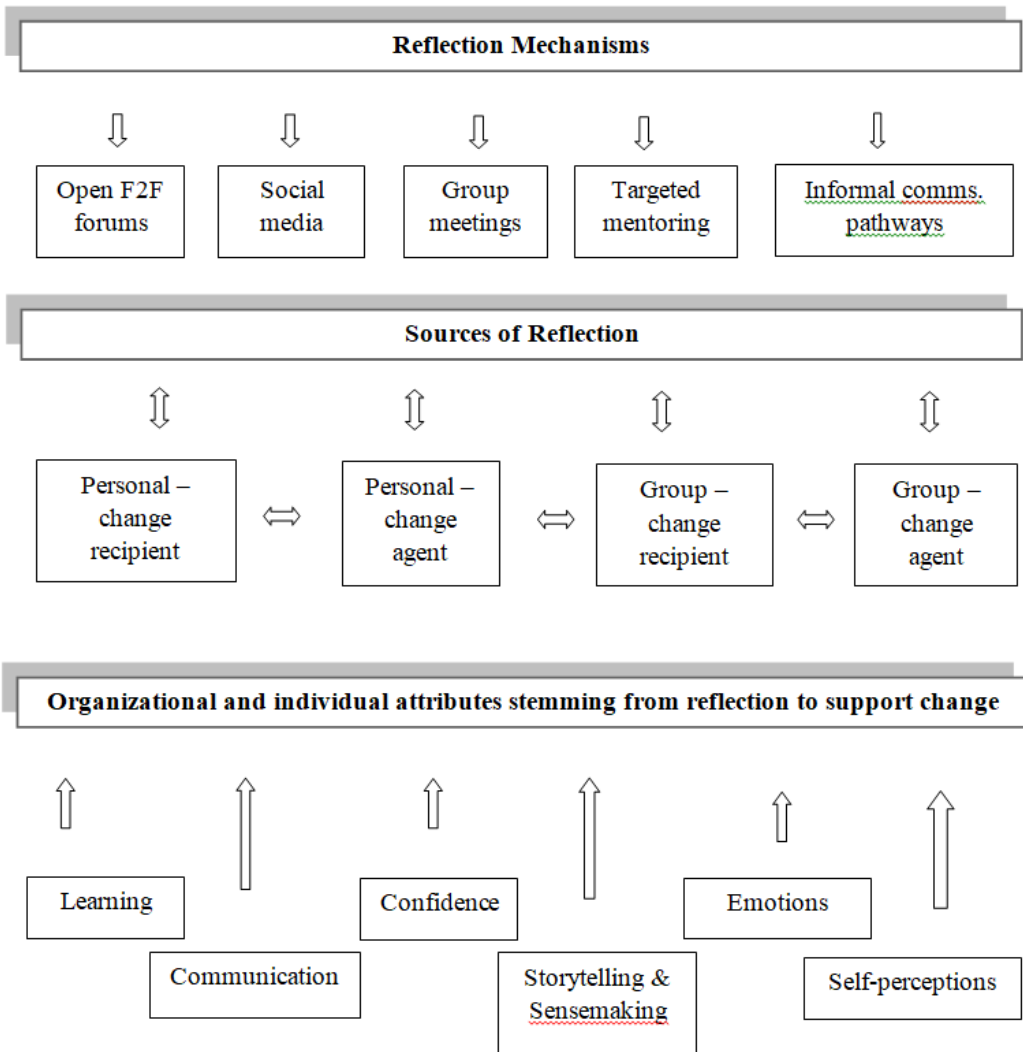 Reflection Mechanisms
Open F2F
forums
Social
media
Group
meetings
Targeted
mentoring
Informal comms.
pathways
Sources of Reflection
Personal –
change
recipient
Personal –
change
agent
Group –
change
recipient
Group –
change
agent
Organizational and individual attributes stemming from reflection to support change
Learning
Confidence
Emotions
Communication
Storytelling &
Sensemaking
Self-perceptions